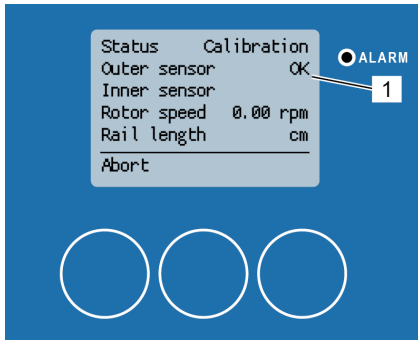 Status Calibration
Outer sensor OK
Inner sensor
Rotor speed 0.00 rpm
Rail length cm
Abort
ALARM
1